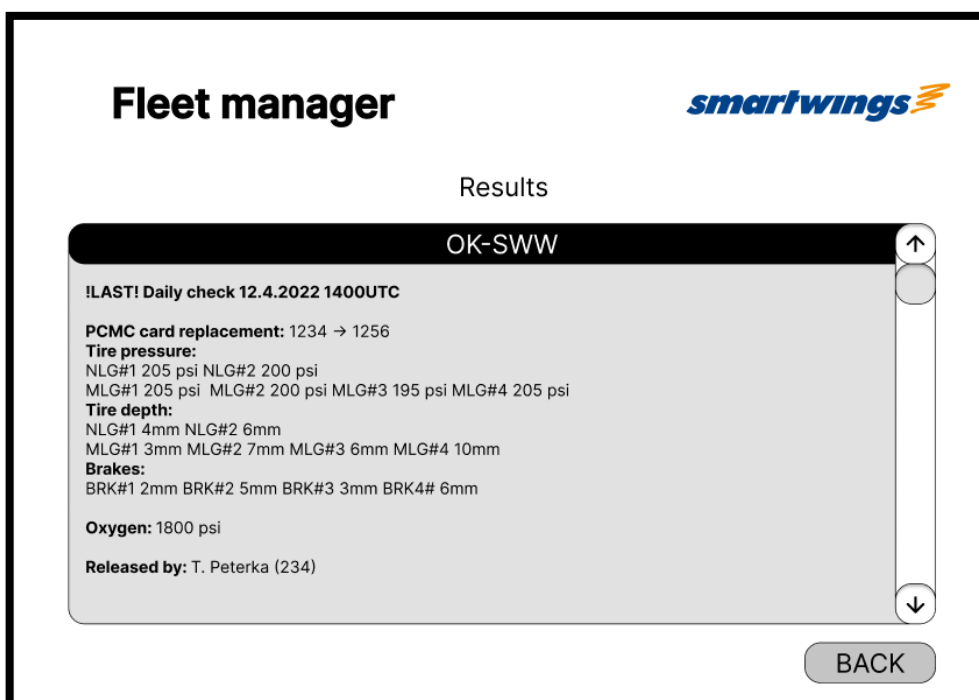 Fleet manager
smartwings
Results
OK-SWW
!LAST! Daily check 12.4.2022 1400UTC
PCMC card replacement: 1234 → 1256
Tire pressure:
NLG#1 205 psi NLG#2 200 psi
MLG#1 205 psi  MLG#2 200 psi MLG#3 195 psi MLG#4 205 psi
Tire depth:
NLG#1 4mm NLG#2 6mm
MLG#1 3mm MLG#2 7mm MLG#3 6mm MLG#4 10mm
Brakes:
BRK#1 2mm BRK#2 5mm BRK#3 3mm BRK4# 6mm
Oxygen: 1800 psi
Released by: T. Peterka (234)
BACK